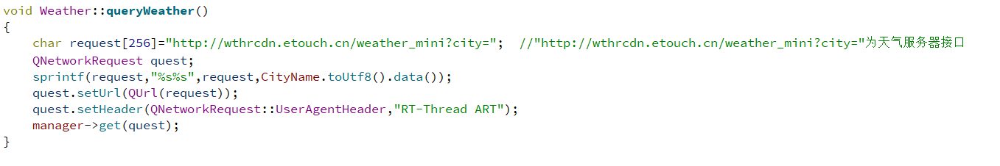 void Weather::queryWeather()
{
    char request[256]="http://wthrcdn.etouch.cn/weather_mini?city=";  //"http://wthrcdn.etouch.cn/weather_mini?city="为天气服务器接口
    QNetworkRequest quest;
    sprintf(request,"%s%s",request,CityName.toUtf8().data());
    quest.setUrl(QUrl(request));
    quest.setHeader(QNetworkRequest::UserAgentHeader,"RT-Thread ART");
    manager->get(quest);
}